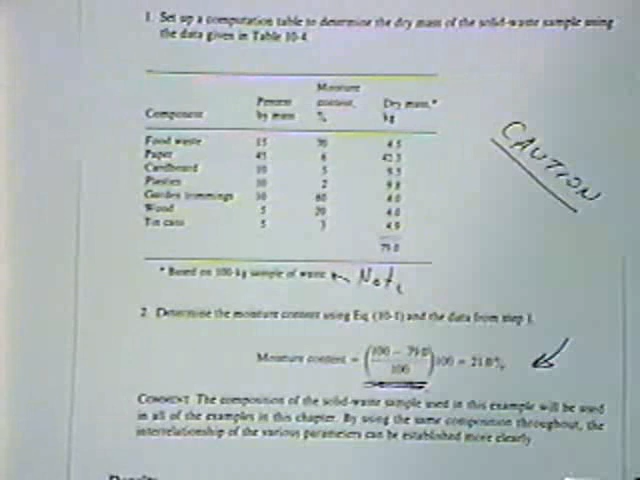 1. Set up a computation table to determine the dry mass of the solid-waste sample using
the data given in Table 10-4.
Moisture
Percent content, Dry mass,*
Component by mass % kg
Food waste 15 70 4.5
Paper 45 6 42.3
Cardboard 10 5 9.5
Plastics 10 2 9.8
Garden trimmings 10 60 4.0
Wood 5 20 4.0
Tin cans 5 3 4.9
79.0
CAUTION
* Based on 100-kg sample of waste Note
2. Determine the moisture content using Eq. (10-1) and the data from step 1.
Moisture content = (100 - 79.0 / 100) 100 = 21.0%
COMMENT The composition of the solid-waste sample used in this example will be used
in all of the examples in this chapter. By using the same composition throughout, the
interrelationship of the various parameters can be established more clearly